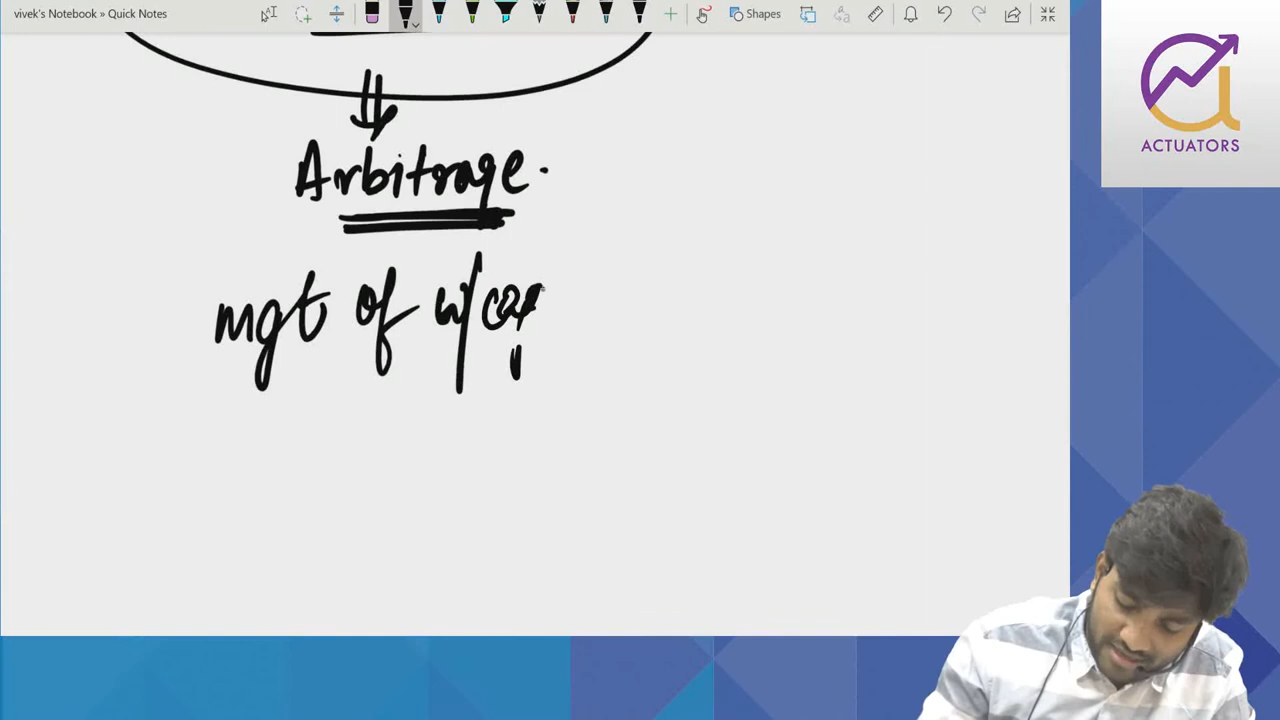 vivek's Notebook » Quick Notes
Shapes
ACTUATORS
Arbitrage.
mgt of w/cap